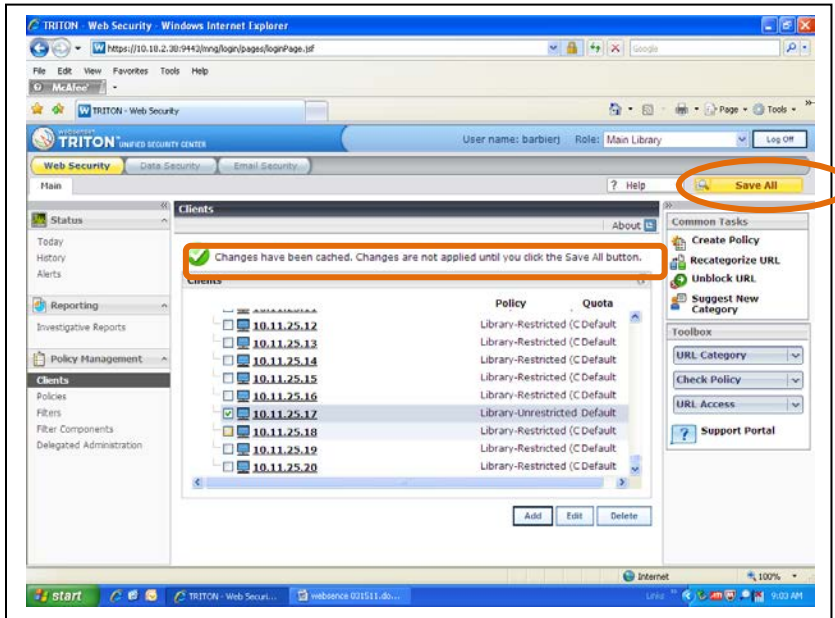 TRITON - Web Security - Windows Internet Explorer
https://10.10.2.30:9443/mng/login/pages/loginPage.jsf
Google
File Edit View Favorites Tools Help
McAfee
TRITON - Web Security
Page Tools
websense
TRITON UNIFIED SECURITY CENTER
User name: barbierj Role: Main Library Log Off
Web Security Data Security Email Security
Main
? Help
Save All
Status
Today
History
Alerts
Reporting
Investigative Reports
Policy Management
Clients
Policies
Filters
Filter Components
Delegated Administration
Clients
About
Changes have been cached. Changes are not applied until you click the Save All button.
Clients
Policy Quota
10.11.25.12 Library-Restricted (C Default
10.11.25.13 Library-Restricted (C Default
10.11.25.14 Library-Restricted (C Default
10.11.25.15 Library-Restricted (C Default
10.11.25.16 Library-Restricted (C Default
10.11.25.17 Library-Unrestricted Default
10.11.25.18 Library-Restricted (C Default
10.11.25.19 Library-Restricted (C Default
10.11.25.20 Library-Restricted (C Default
Add Edit Delete
Common Tasks
Create Policy
Recategorize URL
Unblock URL
Suggest New
Category
Toolbox
URL Category
Check Policy
URL Access
? Support Portal
Internet 100%
start TRITON - Web Securi... websence 031511.do... Links 9:03 AM